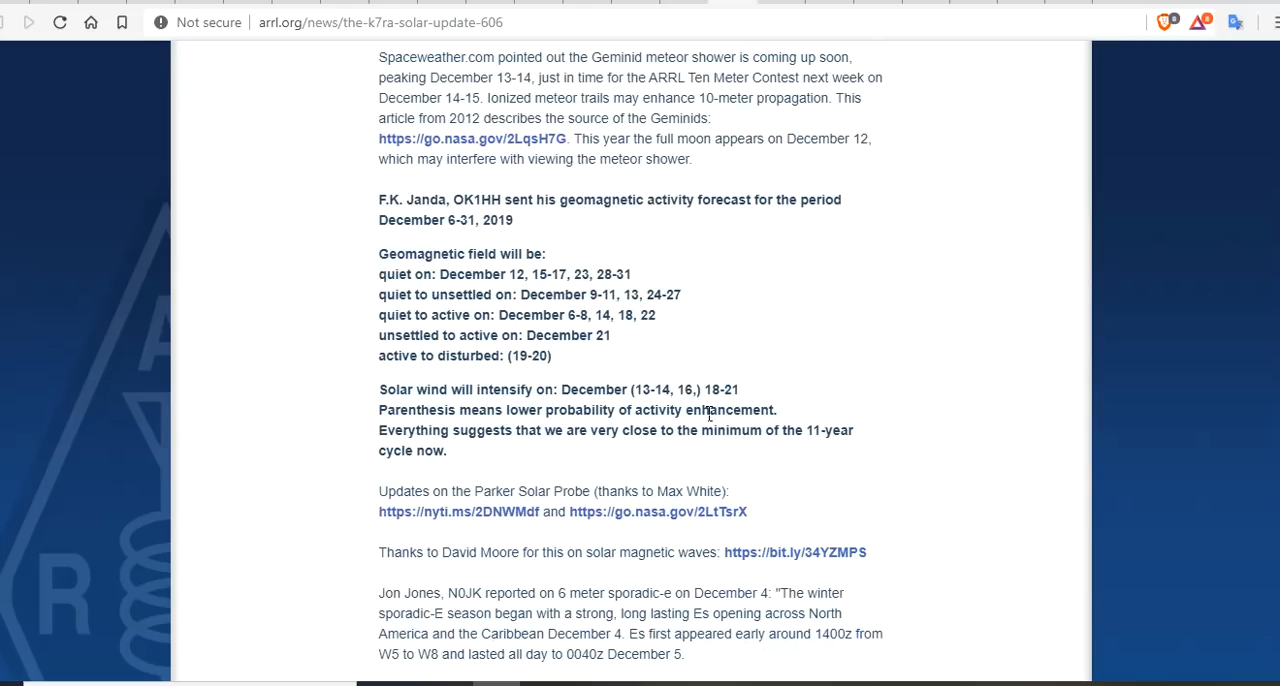 Not secure
arrl.org/news/the-k7ra-solar-update-606
Spaceweather.com pointed out the Geminid meteor shower is coming up soon,
peaking December 13-14, just in time for the ARRL Ten Meter Contest next week on
December 14-15. Ionized meteor trails may enhance 10-meter propagation. This
article from 2012 describes the source of the Geminids:
https://go.nasa.gov/2LqsH7G. This year the full moon appears on December 12,
which may interfere with viewing the meteor shower.
F.K. Janda, OK1HH sent his geomagnetic activity forecast for the period
December 6-31, 2019
Geomagnetic field will be:
quiet on: December 12, 15-17, 23, 28-31
quiet to unsettled on: December 9-11, 13, 24-27
quiet to active on: December 6-8, 14, 18, 22
unsettled to active on: December 21
active to disturbed: (19-20)
Solar wind will intensify on: December (13-14, 16,) 18-21
Parenthesis means lower probability of activity enhancement.
Everything suggests that we are very close to the minimum of the 11-year
cycle now.
Updates on the Parker Solar Probe (thanks to Max White):
https://nyti.ms/2DNWMdf and https://go.nasa.gov/2LtTsrX
Thanks to David Moore for this on solar magnetic waves: https://bit.ly/34YZMPS
Jon Jones, N0JK reported on 6 meter sporadic-e on December 4: "The winter
sporadic-E season began with a strong, long lasting Es opening across North
America and the Caribbean December 4. Es first appeared early around 1400z from
W5 to W8 and lasted all day to 0040z December 5.
A
R